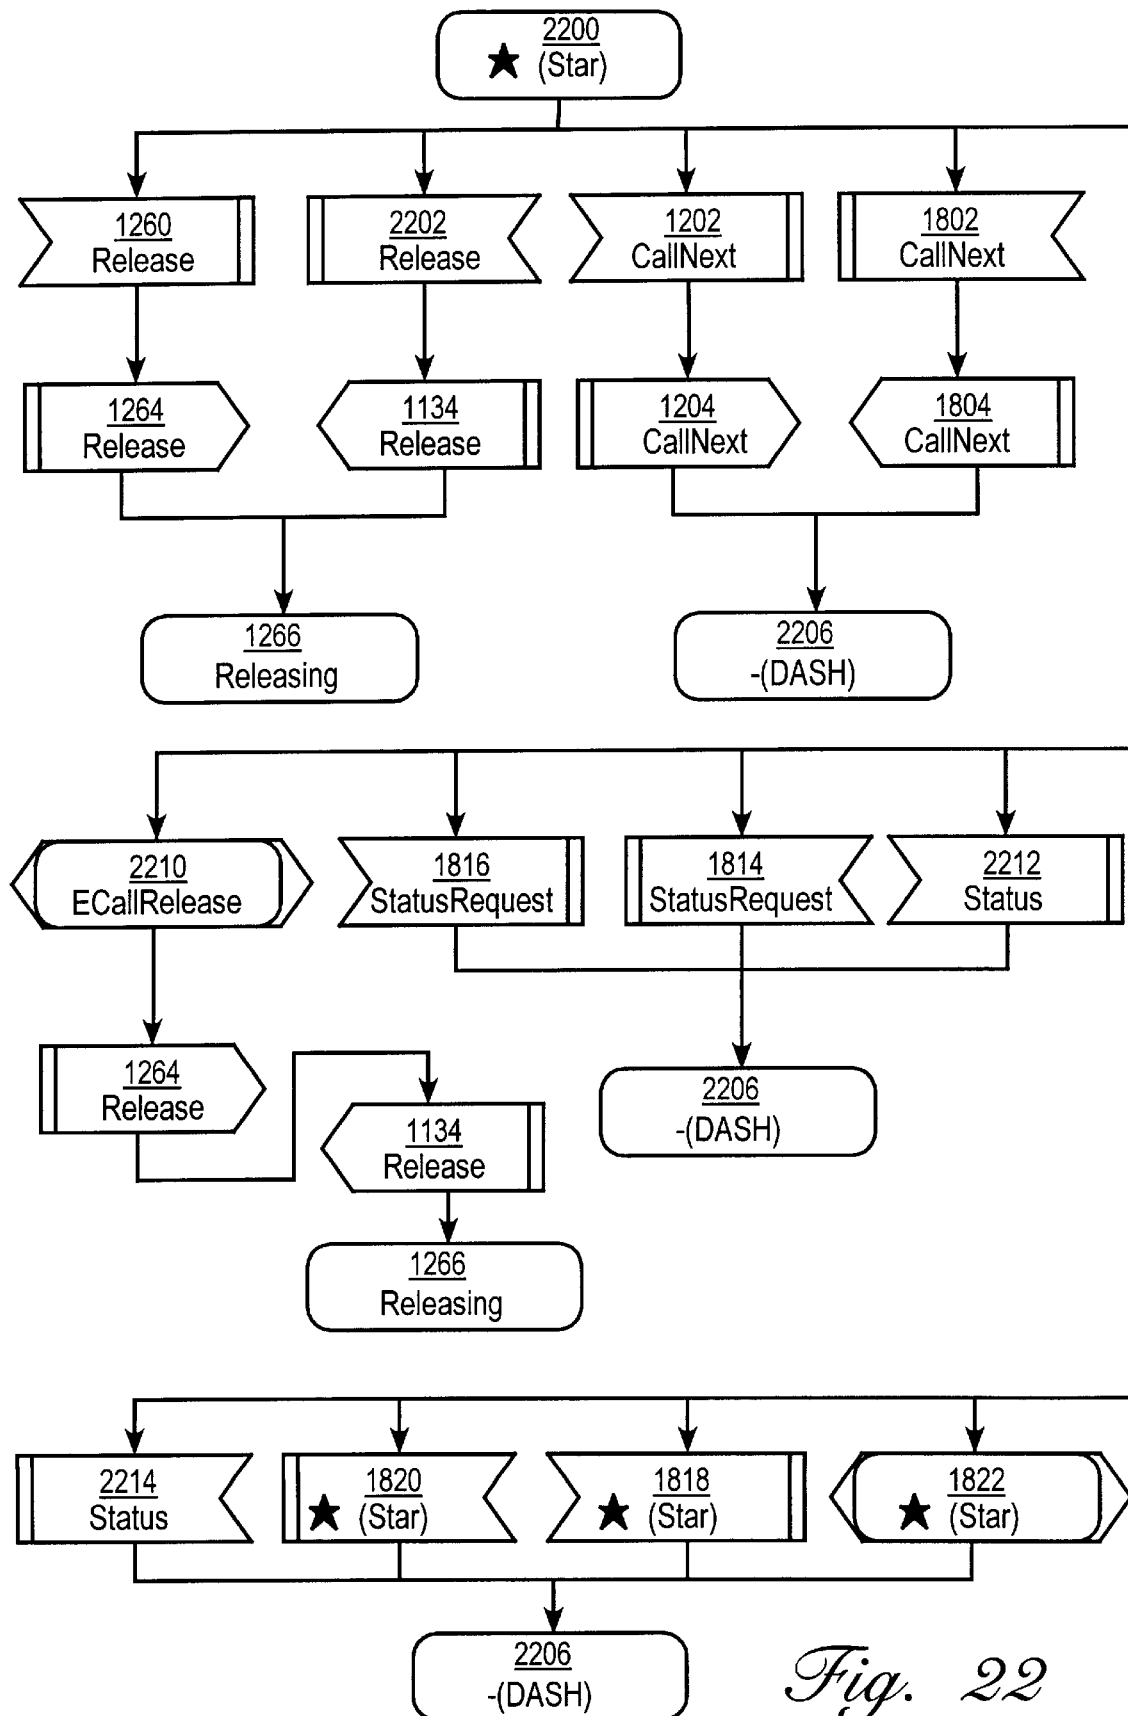 2200
★ (Star)
1260
Release
2202
Release
1202
CallNext
1802
CallNext
1264
Release
1134
Release
1204
CallNext
1804
CallNext
1266
Releasing
2206
-(DASH)
2210
ECallRelease
1816
StatusRequest
1814
StatusRequest
2212
Status
1264
Release
1134
Release
2206
-(DASH)
1266
Releasing
2214
Status
1820
★ (Star)
1818
★ (Star)
1822
★ (Star)
2206
-(DASH)
Fig. 22